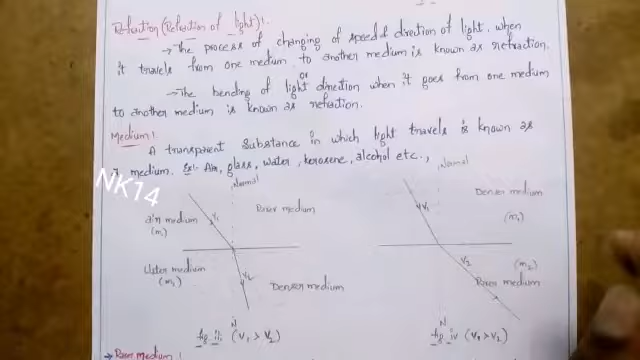 Refraction (Refraction of light):
→ The process of changing of speed & direction of light, when
it travels from one medium to another medium is known as refraction.
or
→ The bending of light direction when it goes from one medium
to another medium is known as refraction.
Medium:
A transparent substance in which light travels is known as
medium. Ex:- Air, glass, water, kerosene, alcohol etc.,
NK14
Normal
Normal
air medium
(m₁)
V₁
Rarer medium
Water medium
(m₂)
V₂
Denser medium
N
fig (V₁ > V₂)
Denser medium
(m₁)
V₁
V₂
(m₂)
Rarer medium
N
fig iv
→ Rarer medium